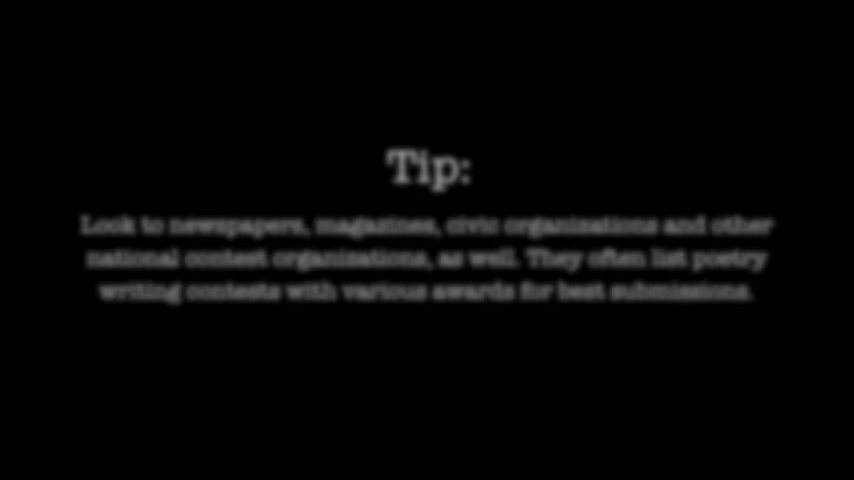 Tip:
Look to newspapers, magazines, civic organizations and other
national contest organizations, as well. They often list poetry
writing contests with various awards for best submissions.